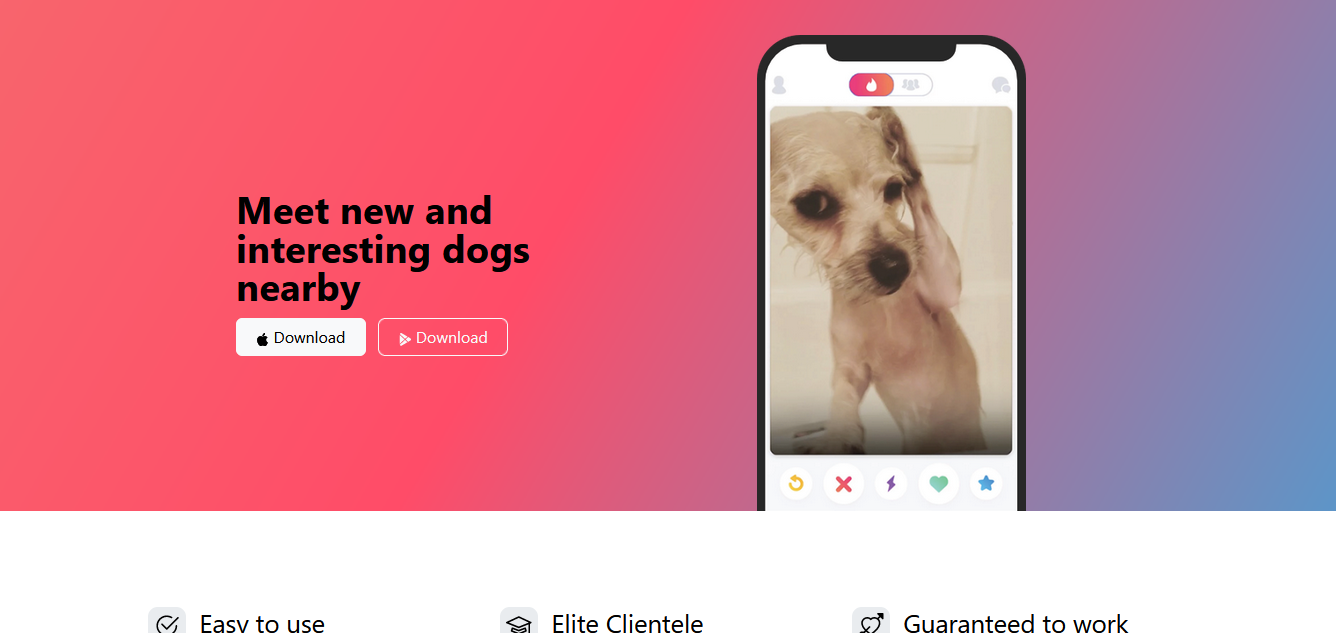 Meet new and
interesting dogs
nearby
Download
Download
Easy to use
Elite Clientele
Guaranteed to work